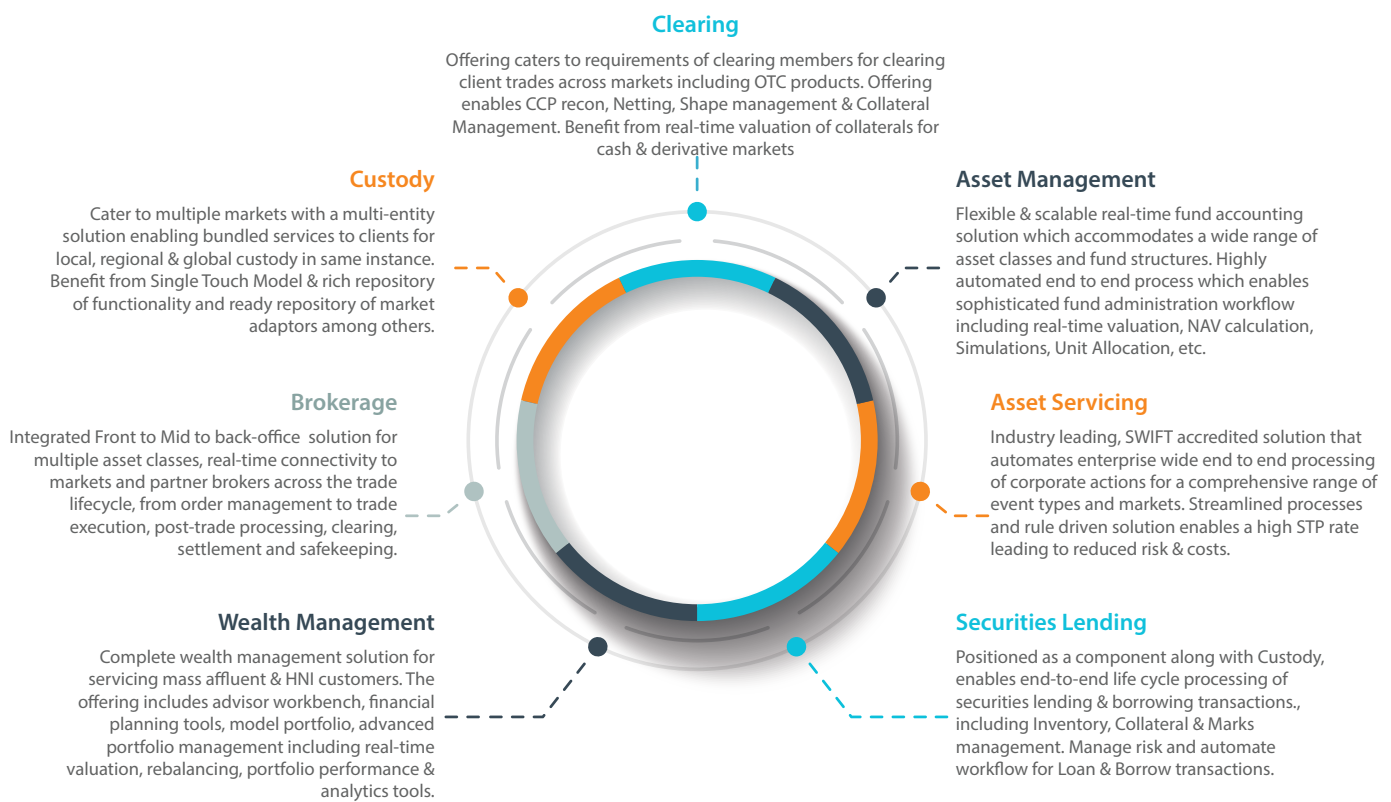 Clearing
Offering caters to requirements of clearing members for clearing
client trades across markets including OTC products. Offering
enables CCP recon, Netting, Shape management & Collateral
Management. Benefit from real-time valuation of collaterals for
cash & derivative markets
Custody
Cater to multiple markets with a multi-entity
solution enabling bundled services to clients for
local, regional & global custody in same instance.
Benefit from Single Touch Model & rich repository
of functionality and ready repository of market
adaptors among others.
Asset Management
Flexible & scalable real-time fund accounting
solution which accommodates a wide range of
asset classes and fund structures. Highly
automated end to end process which enables
sophisticated fund administration workflow
including real-time valuation, NAV calculation,
Simulations, Unit Allocation, etc.
Brokerage
Integrated Front to Mid to back-office solution for
multiple asset classes, real-time connectivity to
markets and partner brokers across the trade
lifecycle, from order management to trade
execution, post-trade processing, clearing,
settlement and safekeeping.
Asset Servicing
Industry leading, SWIFT accredited solution that
automates enterprise wide end to end processing
of corporate actions for a comprehensive range of
event types and markets. Streamlined processes
and rule driven solution enables a high STP rate
leading to reduced risk & costs.
Wealth Management
Complete wealth management solution for
servicing mass affluent & HNI customers. The
offering includes advisor workbench, financial
planning tools, model portfolio, advanced
portfolio management including real-time
valuation, rebalancing, portfolio performance &
analytics tools.
Securities Lending
Positioned as a component along with Custody,
enables end-to-end life cycle processing of
securities lending & borrowing transactions.,
including Inventory, Collateral & Marks
management. Manage risk and automate
workflow for Loan & Borrow transactions.